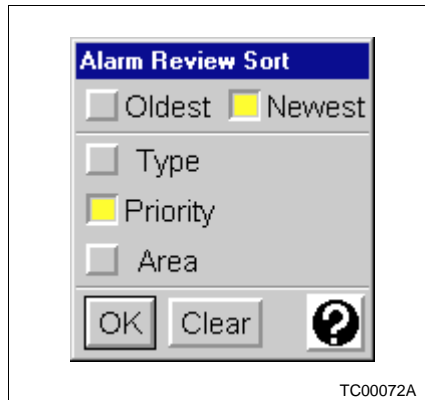 Alarm Review Sort
Oldest Newest
Type
Priority
Area
OK Clear ?
TC00072A